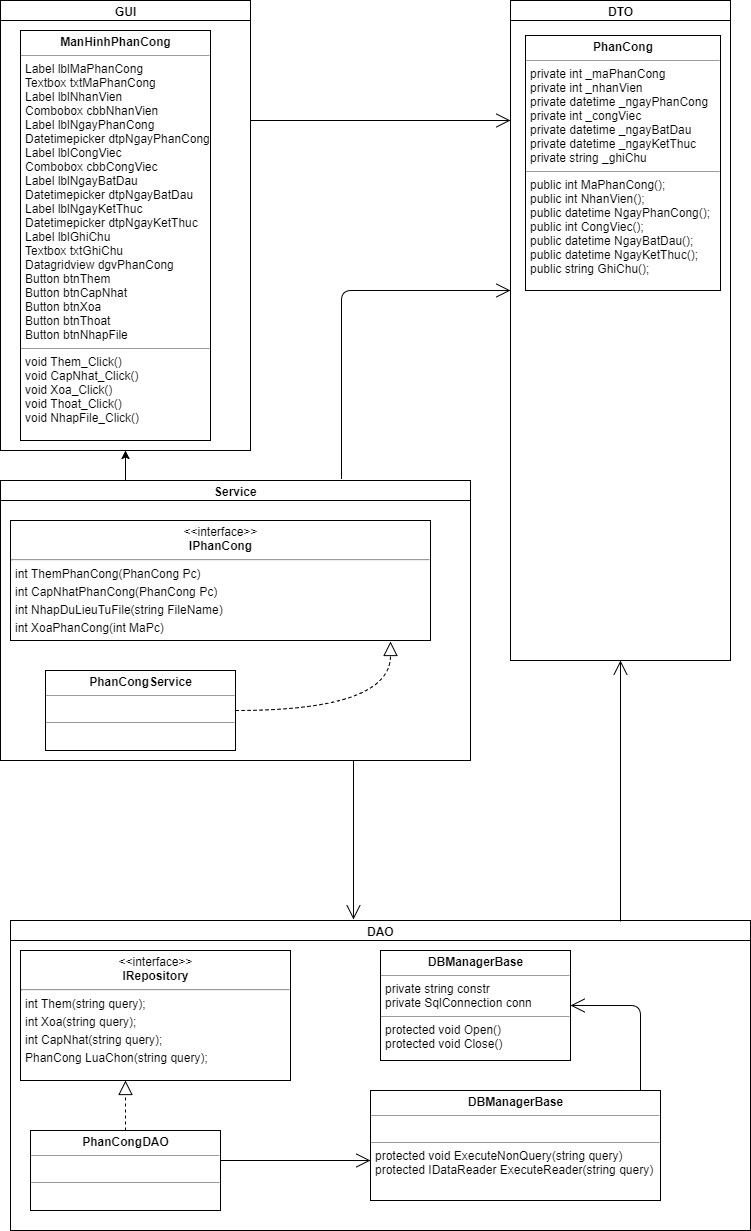 GUI
ManHinhPhanCong
Label lblMaPhanCong
Textbox txtMaPhanCong
Label lblNhanVien
Combobox cbbNhanVien
Label lblNgayPhanCong
Datetimepicker dtpNgayPhanCong
Label lblCongViec
Combobox cbbCongViec
Label lblNgayBatDau
Datetimepicker dtpNgayBatDau
Label lblNgayKetThuc
Datetimepicker dtpNgayKetThuc
Label lblGhiChu
Textbox txtGhiChu
Datagridview dgvPhanCong
Button btnThem
Button btnCapNhat
Button btnXoa
Button btnThoat
Button btnNhapFile
void Them_Click()
void CapNhat_Click()
void Xoa_Click()
void Thoat_Click()
void NhapFile_Click()
DTO
PhanCong
private int _maPhanCong
private int _nhanVien
private datetime _ngayPhanCong
private int _congViec
private datetime _ngayBatDau
private datetime _ngayKetThuc
private string _ghiChu
public int MaPhanCong();
public int NhanVien();
public datetime NgayPhanCong();
public int CongViec();
public datetime NgayBatDau();
public datetime NgayKetThuc();
public string GhiChu();
Service
<<interface>>
IPhanCong
int ThemPhanCong(PhanCong Pc)
int CapNhatPhanCong(PhanCong Pc)
int NhapDuLieuTuFile(string FileName)
int XoaPhanCong(int MaPc)
PhanCongService
DAO
<<interface>>
IRepository
int Them(string query);
int Xoa(string query);
int CapNhat(string query);
PhanCong LuaChon(string query);
PhanCongDAO
DBManagerBase
private string constr
private SqlConnection conn
protected void Open()
protected void Close()
DBManagerBase
protected void ExecuteNonQuery(string query)
protected IDataReader ExecuteReader(string query)